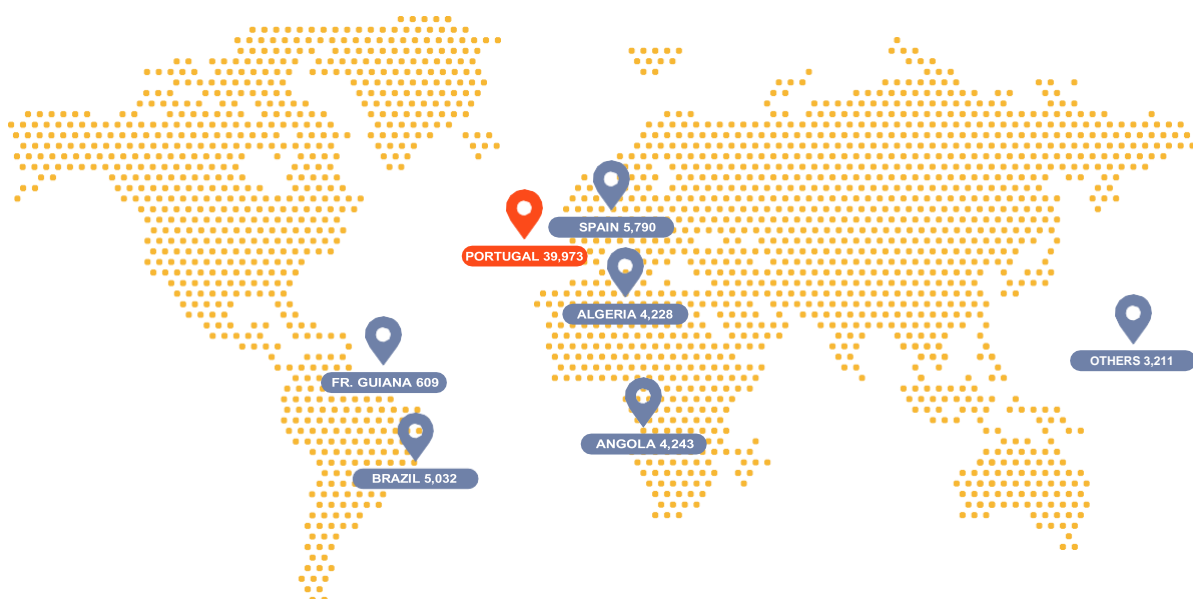 SPAIN 5,790
PORTUGAL 39,973
ALGERIA 4,228
OTHERS 3,211
FR. GUIANA 609
ANGOLA 4,243
BRAZIL 5,032